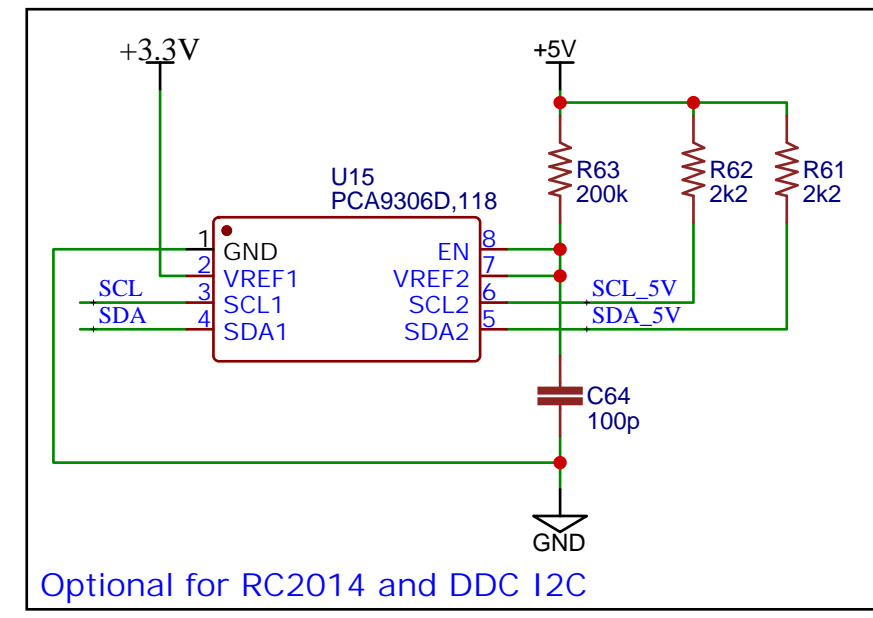 +3.3V
+5V
R63
200k
R62
2k2
R61
2k2
U15
PCA9306D,118
1
GND
2
VREF1
3
SCL1
4
SDA1
EN
8
VREF2
7
SCL2
6
SDA2
5
SCL
SDA
SCL_5V
SDA_5V
C64
100p
GND
Optional for RC2014 and DDC I2C